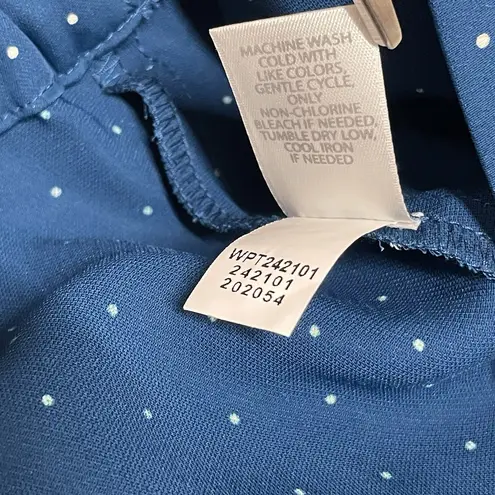 MACHINE WASH
COLD WITH
LIKE COLORS,
GENTLE CYCLE,
ONLY
NON-CHLORINE
BLEACH IF NEEDED,
TUMBLE DRY LOW,
COOL IRON
IF NEEDED
WPT242101
242101
202054